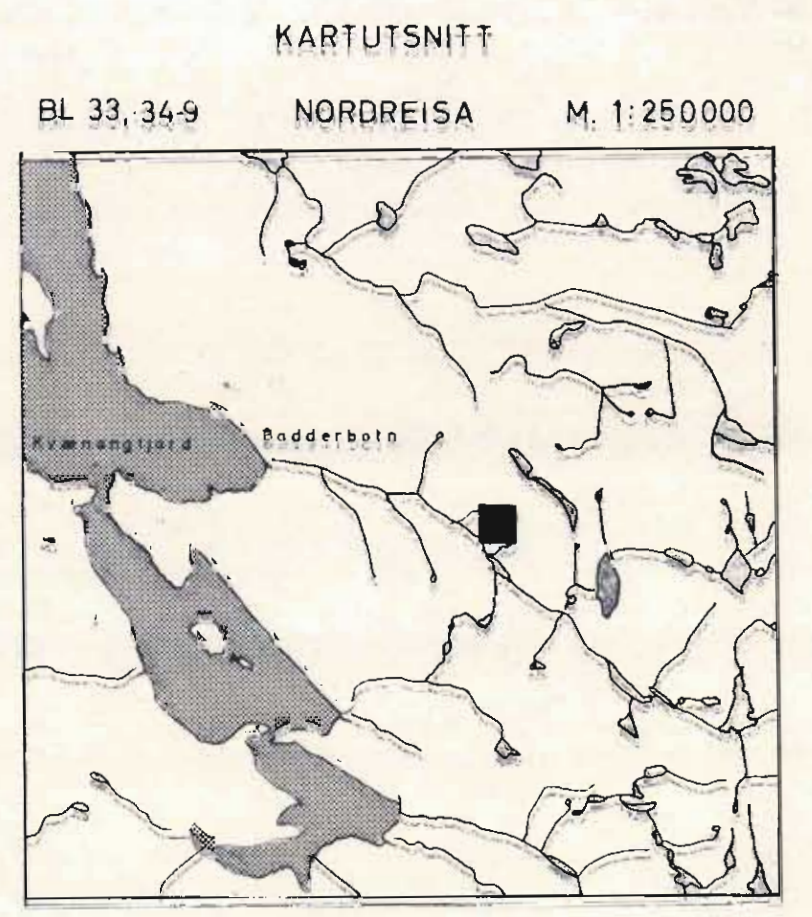 KARTUTSNITT
BL 33, 34-9 NORDREISA M. 1:250000
Badderbotn
Kvænangfjord